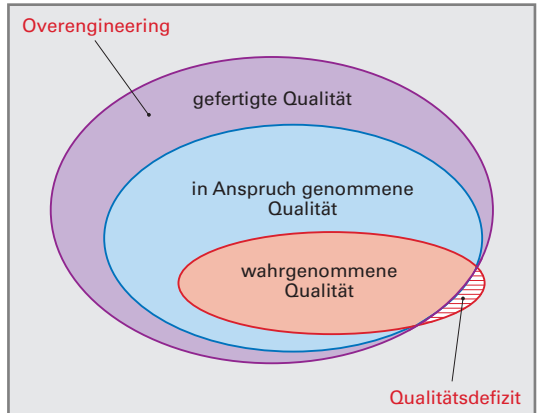 Overengineering
gefertigte Qualität
in Anspruch genommene
Qualität
wahrgenommene
Qualität
Qualitätsdefizit